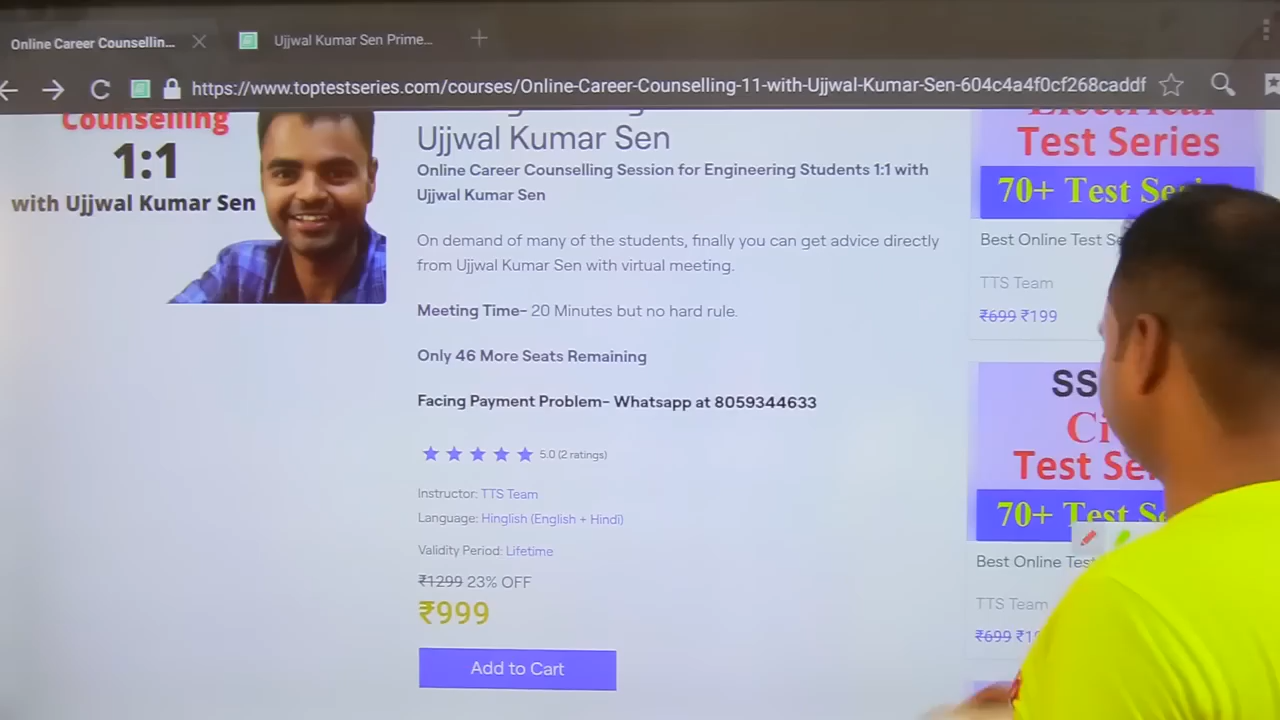 Online Career Counsellin...
Ujjwal Kumar Sen Prime...
https://www.toptestseries.com/courses/Online-Career-Counselling-11-with-Ujjwal-Kumar-Sen-604c4a4f0cf268caddf
Counselling
1:1
with Ujjwal Kumar Sen
Ujjwal Kumar Sen
Online Career Counselling Session for Engineering Students 1:1 with
Ujjwal Kumar Sen
On demand of many of the students, finally you can get advice directly
from Ujjwal Kumar Sen with virtual meeting.
Meeting Time- 20 Minutes but no hard rule.
Only 46 More Seats Remaining
Facing Payment Problem- Whatsapp at 8059344633
5.0 (2 ratings)
Instructor: TTS Team
Language: Hinglish (English + Hindi)
Validity Period: Lifetime
₹1299 23% OFF
₹999
Add to Cart
Electrical
Test Series
70+ Test
Best Online Test
TTS Team
₹699 ₹199
Test
70+ Test
Best Online
TTS Team
₹699